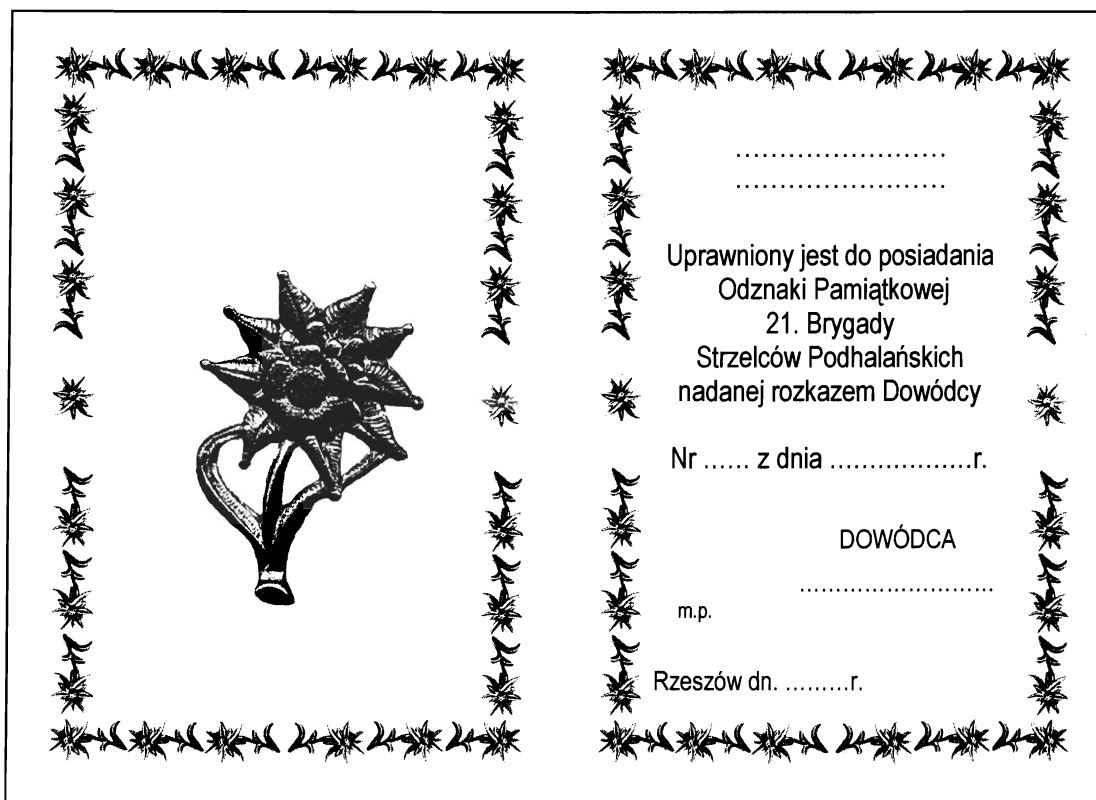 ........................
........................
Uprawniony jest do posiadania
Odznaki Pamiątkowej
21. Brygady
Strzelców Podhalańskich
nadanej rozkazem Dowódcy
Nr ...... z dnia ..................r.
DOWÓDCA
............................
m.p.
Rzeszów dn. .........r.